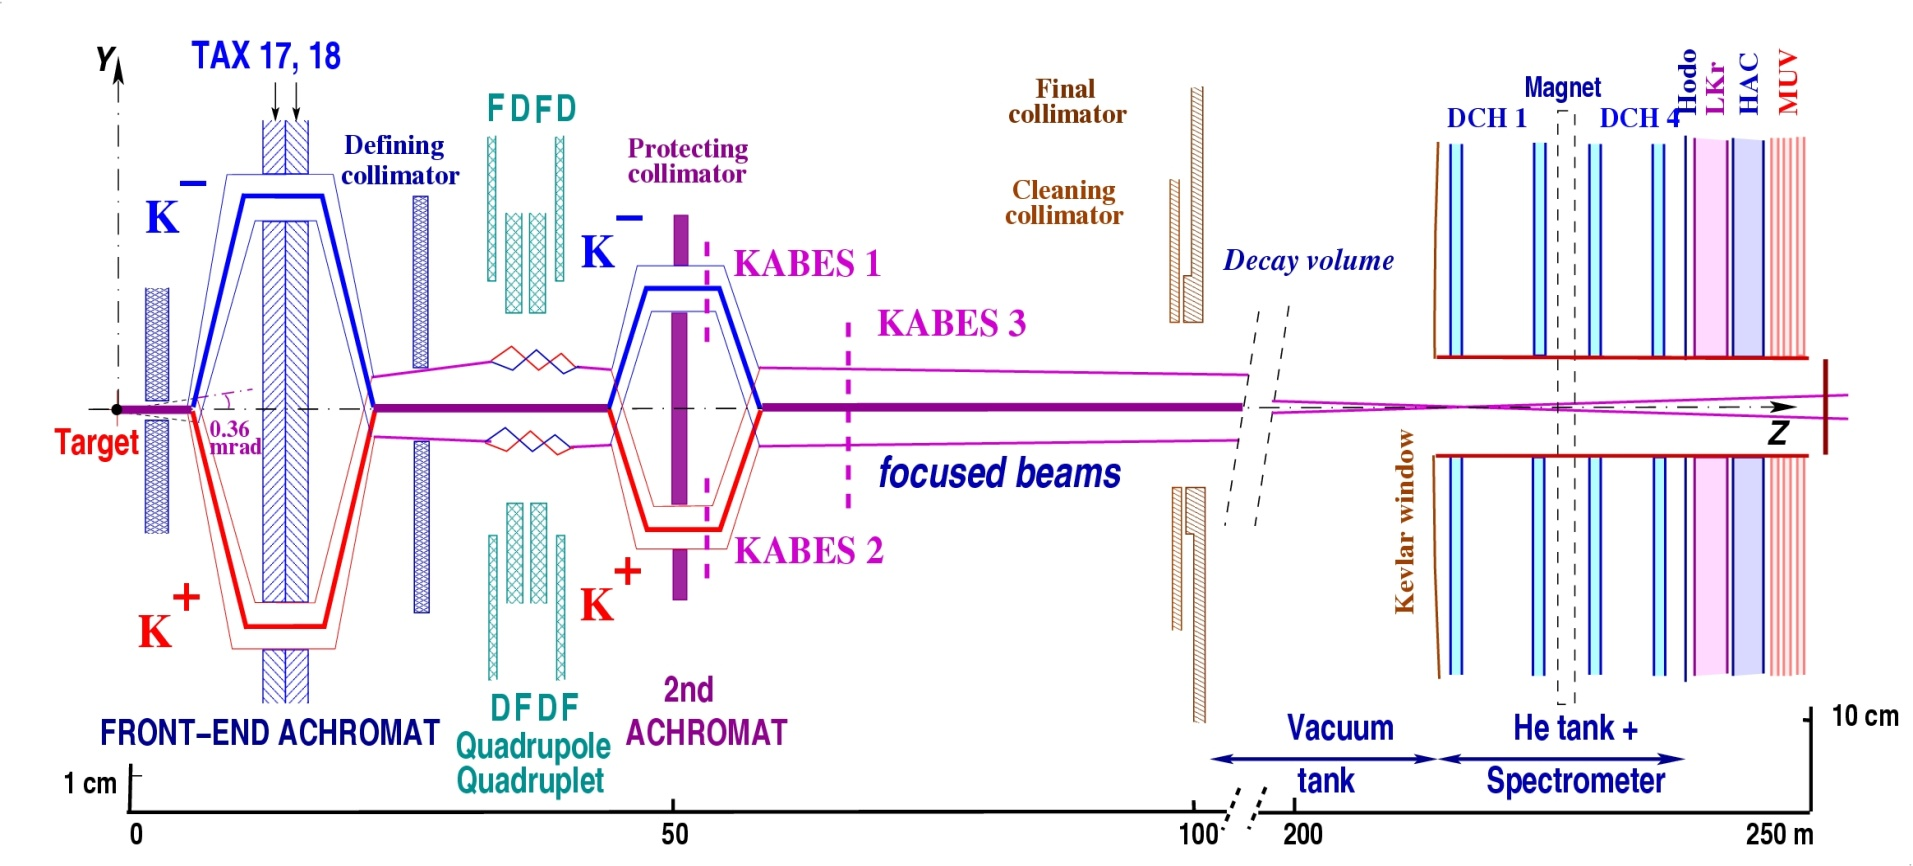 Y
TAX 17, 18
K −
Target
0.36
mrad
K +
FRONT−END ACHROMAT
Defining
collimator
F D F D
D F D F
Quadrupole
Quadruplet
Protecting
collimator
K −
K +
KABES 1
KABES 2
KABES 3
2nd
ACHROMAT
focused beams
Final
collimator
Cleaning
collimator
Decay volume
Kevlar window
DCH 1
Magnet
DCH 4
Hodo
LKr
HAC
MUV
Z
Vacuum
tank
He tank +
Spectrometer
10 cm
1 cm
0
50
100
200
250 m